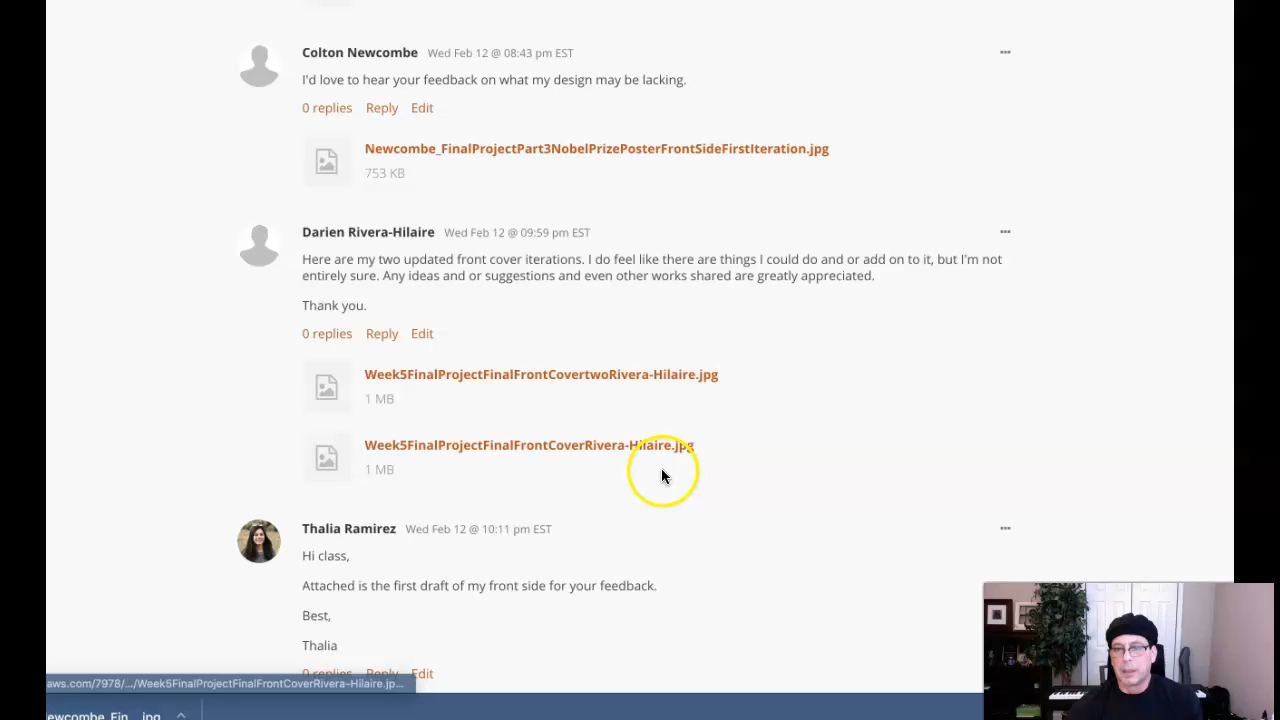 Colton Newcombe Wed Feb 12 @ 08:43 pm EST
I'd love to hear your feedback on what my design may be lacking.
0 replies Reply Edit
Newcombe_FinalProjectPart3NobelPrizePosterFrontSideFirstIteration.jpg
753 KB
Darien Rivera-Hilaire Wed Feb 12 @ 09:59 pm EST
Here are my two updated front cover iterations. I do feel like there are things I could do and or add on to it, but I'm not
entirely sure. Any ideas and or suggestions and even other works shared are greatly appreciated.
Thank you.
0 replies Reply Edit
Week5FinalProjectFinalFrontCovertwoRivera-Hilaire.jpg
1 MB
Week5FinalProjectFinalFrontCoverRivera-Hilaire.jpg
1 MB
Thalia Ramirez Wed Feb 12 @ 10:11 pm EST
Hi class,
Attached is the first draft of my front side for your feedback.
Best,
Thalia
0 replies Reply Edit
aws.com/7978/.../Week5FinalProjectFinalFrontCoverRivera-Hilaire.jp...
ewcombe_Fin....jpg